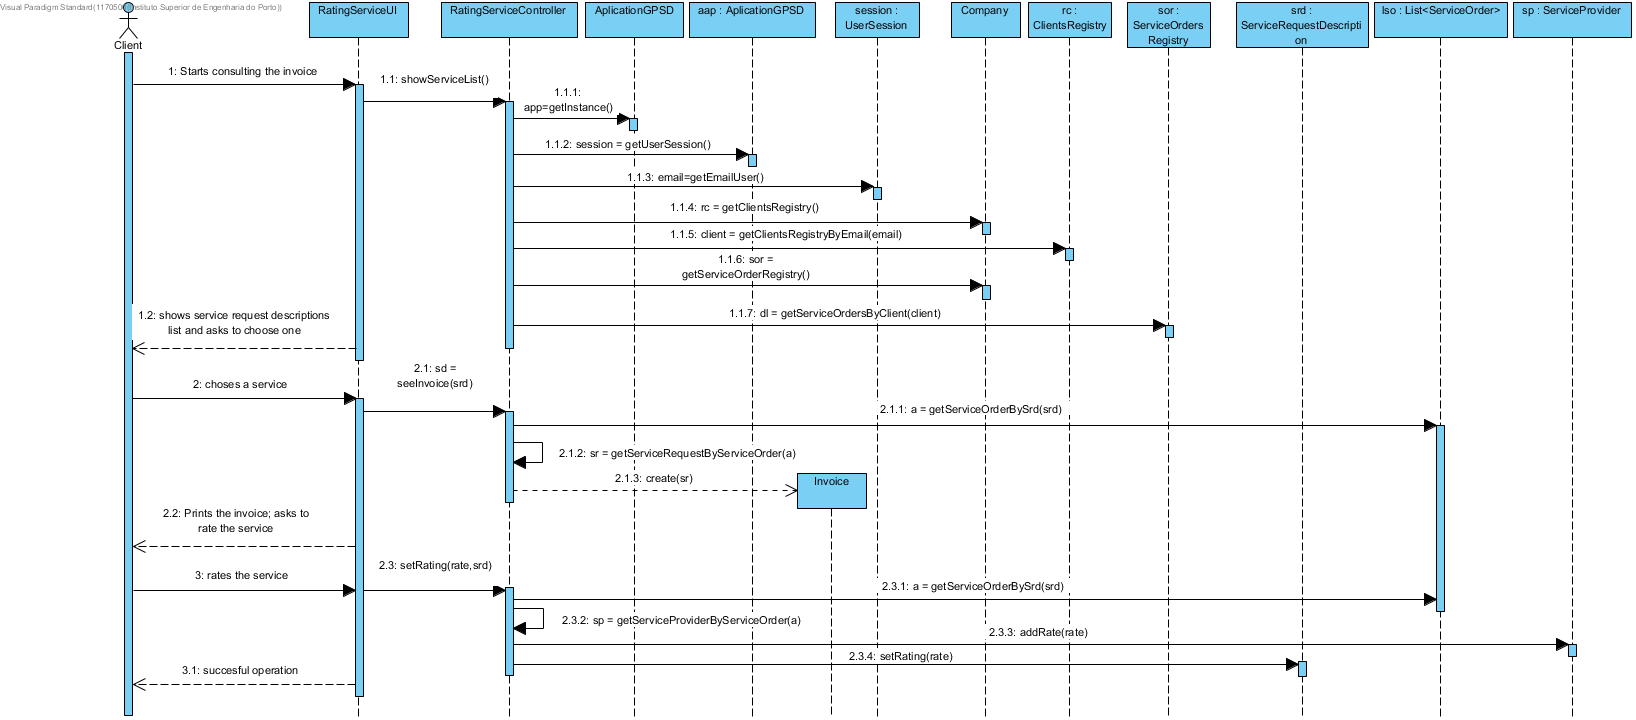 Visual Paradigm Standard(117050 Instituto Superior de Engenharia do Porto))
Client
RatingServiceUI
RatingServiceController
AplicationGPSD
aap : AplicationGPSD
session :
UserSession
Company
rc :
ClientsRegistry
sor :
ServiceOrders
Registry
srd :
ServiceRequestDescripti
on
lso : List<ServiceOrder>
sp : ServiceProvider
1: Starts consulting the invoice
1.1: showServiceList()
1.1.1:
app=getInstance()
1.1.2: session = getUserSession()
1.1.3: email=getEmailUser()
1.1.4: rc = getClientsRegistry()
1.1.5: client = getClientsRegistryByEmail(email)
1.1.6: sor =
getServiceOrderRegistry()
1.1.7: dl = getServiceOrdersByClient(client)
1.2: shows service request descriptions
list and asks to choose one
2: choses a service
2.1: sd =
seeInvoice(srd)
2.1.1: a = getServiceOrderBySrd(srd)
2.1.2: sr = getServiceRequestByServiceOrder(a)
2.1.3: create(sr)
Invoice
2.2: Prints the invoice; asks to
rate the service
3: rates the service
2.3: setRating(rate,srd)
2.3.1: a = getServiceOrderBySrd(srd)
2.3.2: sp = getServiceProviderByServiceOrder(a)
2.3.3: addRate(rate)
2.3.4: setRating(rate)
3.1: succesful operation